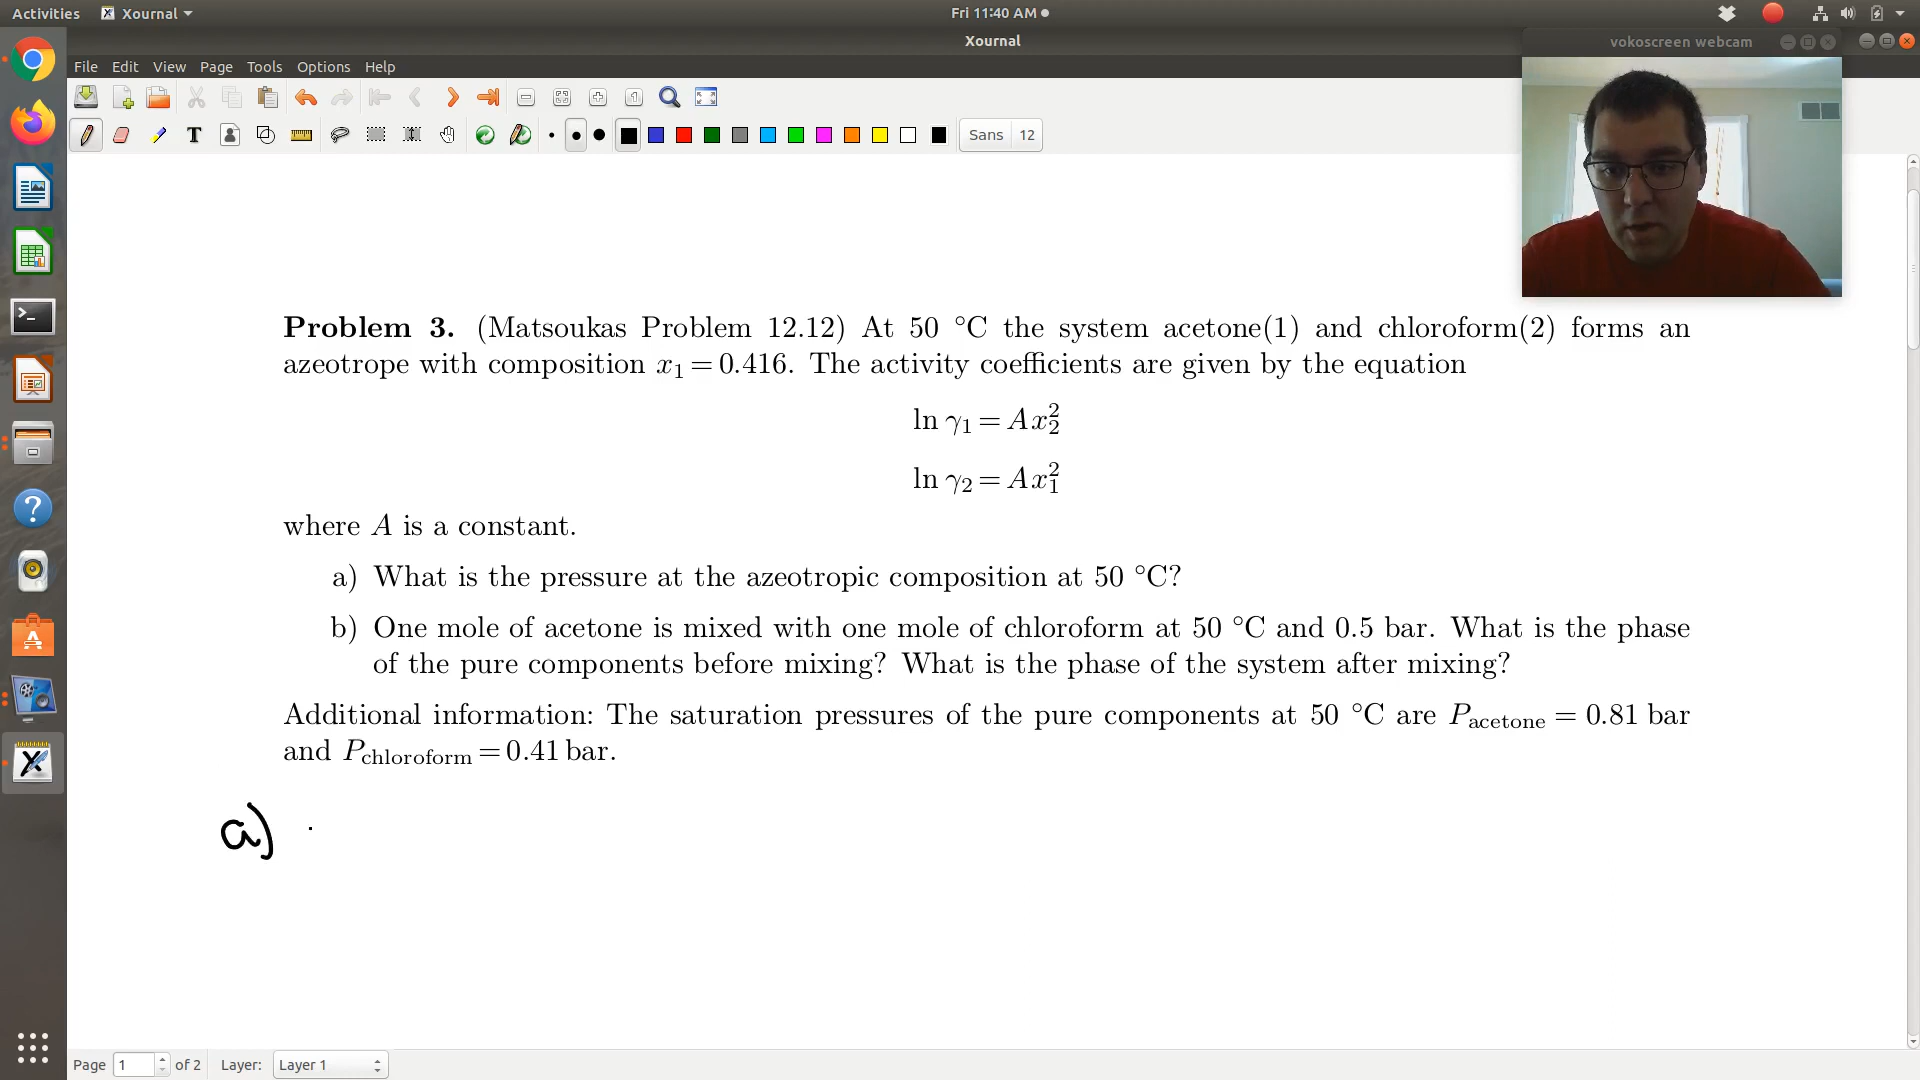 Activities Xournal Fri 11:40 AM
Xournal
vokoscreen webcam
File Edit View Page Tools Options Help
Sans 12
Problem 3. (Matsoukas Problem 12.12) At 50 °C the system acetone(1) and chloroform(2) forms an
azeotrope with composition x₁ = 0.416. The activity coefficients are given by the equation
ln γ₁ = A x₂²
ln γ₂ = A x₁²
where A is a constant.
a) What is the pressure at the azeotropic composition at 50 °C?
b) One mole of acetone is mixed with one mole of chloroform at 50 °C and 0.5 bar. What is the phase
of the pure components before mixing? What is the phase of the system after mixing?
Additional information: The saturation pressures of the pure components at 50 °C are P_acetone = 0.81 bar
and P_chloroform = 0.41 bar.
a)
Page 1 of 2 Layer: Layer 1